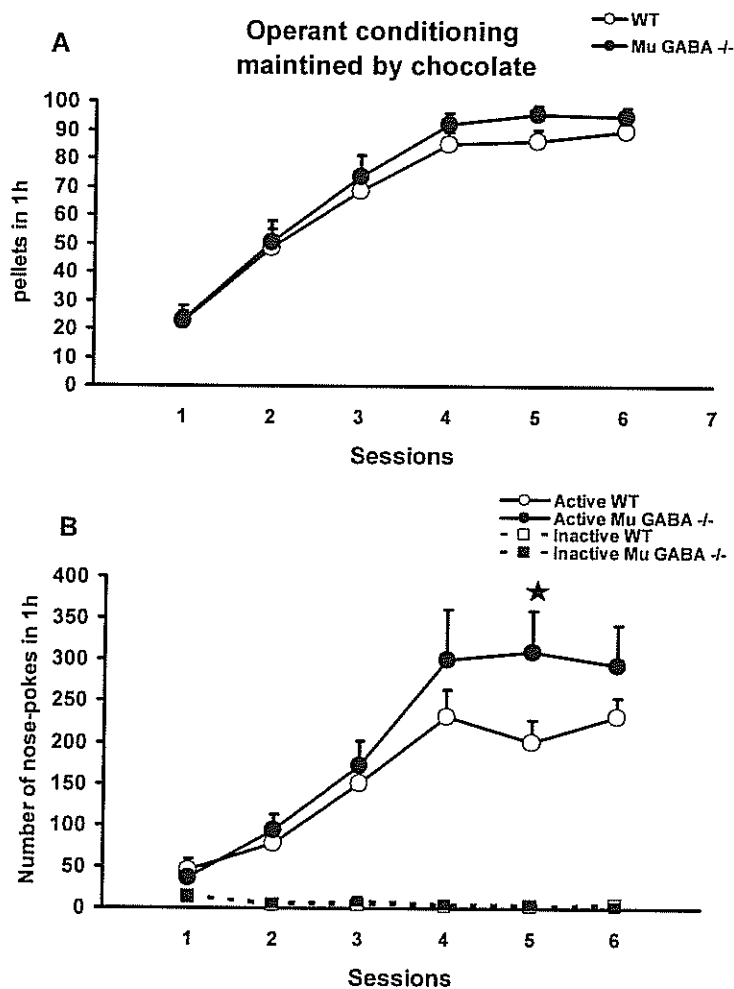 A
Operant conditioning
maintined by chocolate
WT
Mu GABA -/-
pellets in 1h
100
90
80
70
60
50
40
30
20
10
0
1 2 3 4 5 6 7
Sessions
B
Active WT
Active Mu GABA -/-
Inactive WT
Inactive Mu GABA -/-
Number of nose-pokes in 1h
400
350
300
250
200
150
100
50
0
1 2 3 4 5 6
Sessions